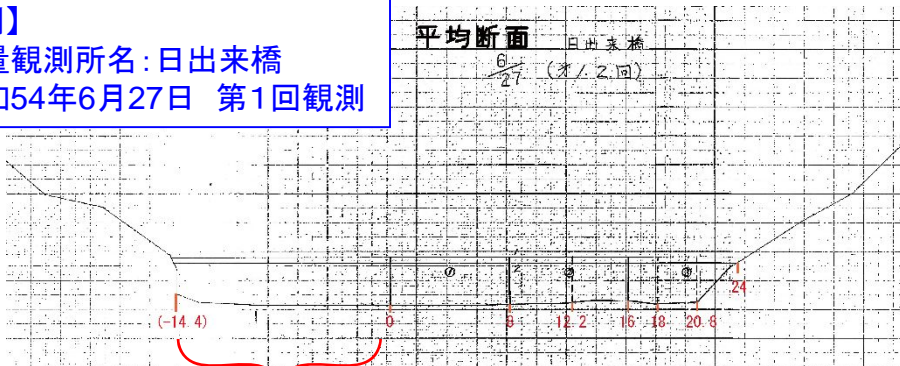 】
観測所名:日出来橋
54年6月27日 第1回観測
平均断面 日出来橋
6/27 (オ1.2回)
(-14.4) 0 8 12.2 16 18 20.8 24